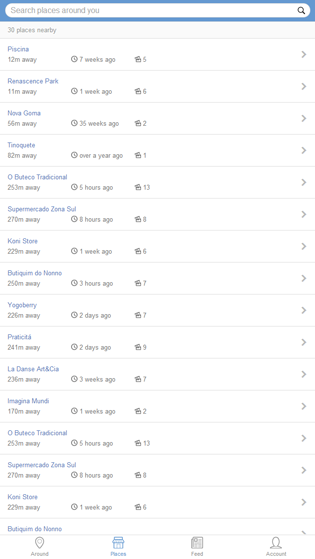 Search places around you
30 places nearby
Piscina
12m away 7 weeks ago 5
Renascence Park
11m away 1 week ago 6
Nova Goma
56m away 35 weeks ago 2
Tinoquete
82m away over a year ago 1
O Buteco Tradicional
253m away 5 hours ago 13
Supermercado Zona Sul
270m away 8 hours ago 8
Koni Store
229m away 1 week ago 6
Butiquim do Nonno
250m away 3 hours ago 7
Yogoberry
226m away 2 days ago 7
Praticitá
241m away 2 days ago 9
La Danse Art&Cia
236m away 3 weeks ago 7
Imagina Mundi
170m away 1 weeks ago 2
O Buteco Tradicional
253m away 5 hours ago 13
Supermercado Zona Sul
270m away 8 hours ago 8
Koni Store
229m away 1 week ago 6
Butiquim do Nonno
Around Places Feed Account